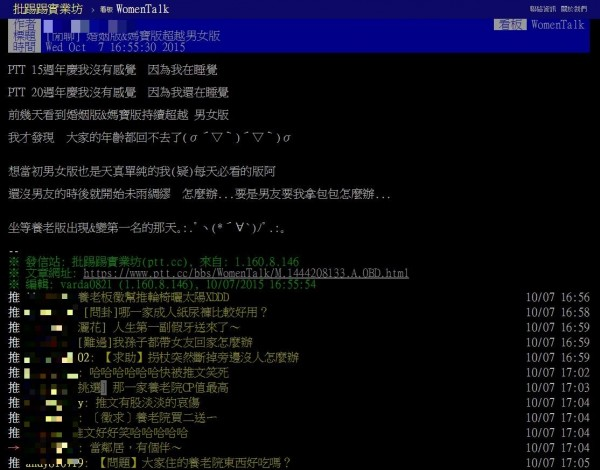 批踢踢實業坊 › 看板 WomenTalk 聯絡資訊 關於我們
作者 看板 WomenTalk
標題 [閒聊] 婚姻版&媽寶版超越男女版
時間 Wed Oct 7 16:55:30 2015
PTT 15週年慶我沒有感覺 因為我在睡覺
PTT 20週年慶我沒有感覺 因為我還在睡覺
前幾天看到婚姻版&媽寶版持續超越 男女版
我才發現 大家的年齡都回不去了(σ´▽`)´▽`)σ
想當初男女版也是天真單純的我(疑)每天必看的版阿
還沒男友的時後就開始未雨綢繆 怎麼辦...要是男友要我拿包包怎麼辦...
坐等養老版出現&變第一名的那天｡:.ﾟヽ(*´∀`)ﾉﾟ.:｡
--
※ 發信站: 批踢踢實業坊(ptt.cc), 來自: 1.160.8.146
※ 文章網址: https://www.ptt.cc/bbs/WomenTalk/M.1444208133.A.0BD.html
※ 編輯: varda0821 (1.160.8.146), 10/07/2015 16:55:54
推 養老板徵幫推輪椅曬太陽XDDD 10/07 16:56
推 [問卦]哪一家成人紙尿褲比較好用？ 10/07 16:58
推 灑花] 人生第一副假牙送來了～ 10/07 16:59
推 [難過]我孫子都帶女友回家怎麼辦 10/07 16:59
推 02: 【求助】拐杖突然斷掉旁邊沒人怎麼辦 10/07 16:59
推 : 哈哈哈哈哈哈快被推文笑死 10/07 17:02
推 挑選] 那一家養老院CP值最高 10/07 17:03
推 y: 推文有股淡淡的哀傷 10/07 17:04
推 : 〔徵求〕養老院買二送一 10/07 17:04
推 推文好好笑哈哈哈哈哈 10/07 17:04
→ : 當鄰居，有個伴～ 10/07 17:04
推 : 【問題】大家住的養老院東西好吃嗎？ 10/07 17:05